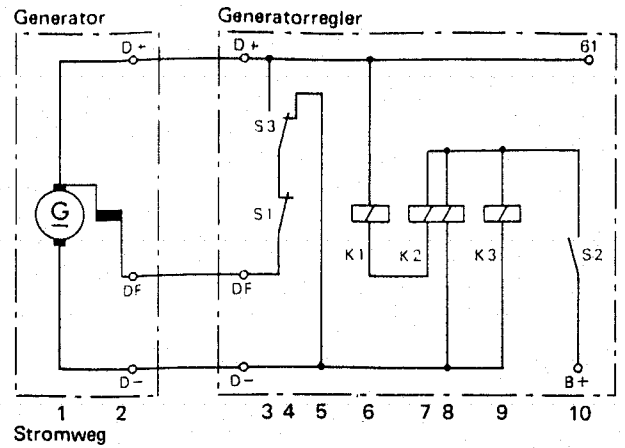 Generator
Generatorregler
D+
D+
61
S3
G
S1
K1
K2
K3
S2
DF
DF
D-
D-
B+
1 2 3 4 5 6 7 8 9 10
Stromweg